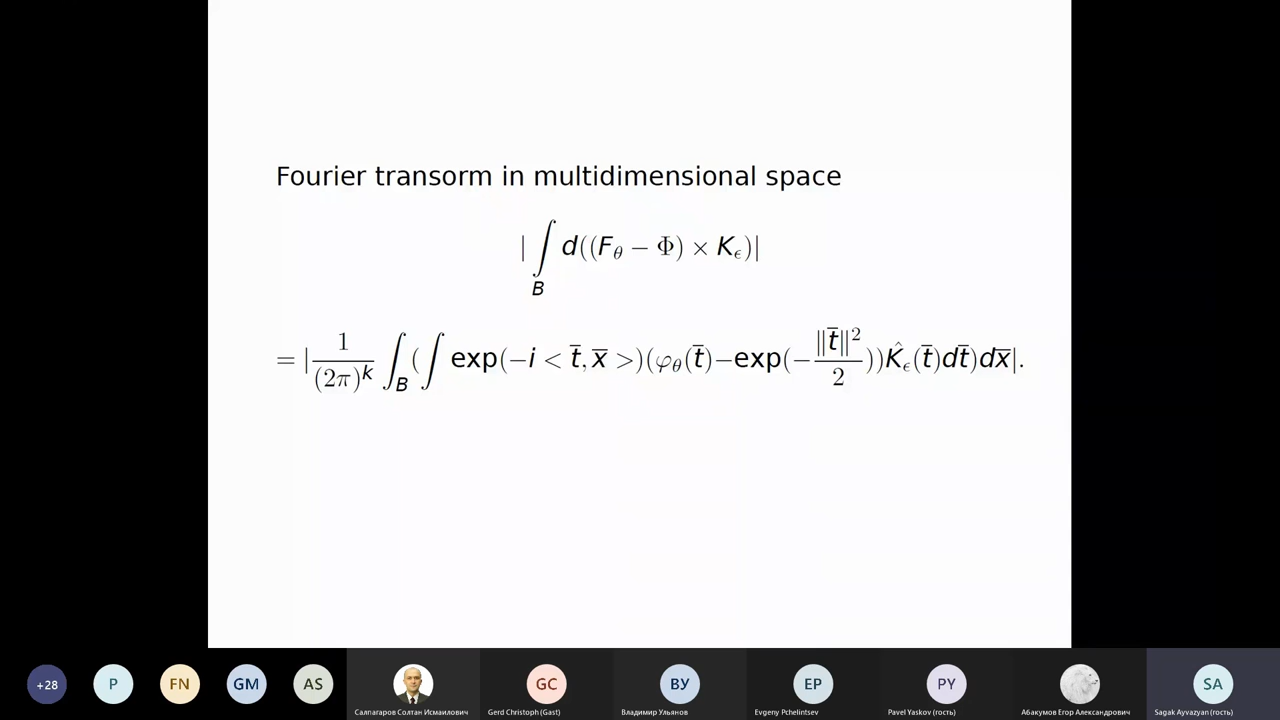 Fourier transorm in multidimensional space
| ∫_B d((F_θ − Φ) × K_ϵ)|
= | 1/(2π)^k ∫_B (∫ exp(−i < t̅, x̅ >)(φ_θ(t̅)−exp(−‖t̅‖²/2))K̂_ϵ(t̅)dt̅)dx̅|.
+28
P
FN
GM
AS
GC
ВУ
EP
PY
SA
Салпагаров Солтан Исмаилович
Gerd Christoph (Gast)
Владимир Ульянов
Evgeny Pchelintsev
Pavel Yaskov (гость)
Абакумов Егор Александрович
Sagak Ayvazyan (гость)